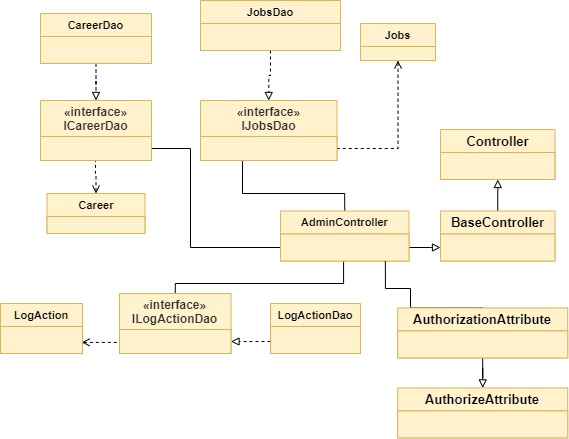 CareerDao
JobsDao
Jobs
«interface»
ICareerDao
«interface»
IJobsDao
Controller
Career
AdminController
BaseController
LogAction
«interface»
ILogActionDao
LogActionDao
AuthorizationAttribute
AuthorizeAttribute